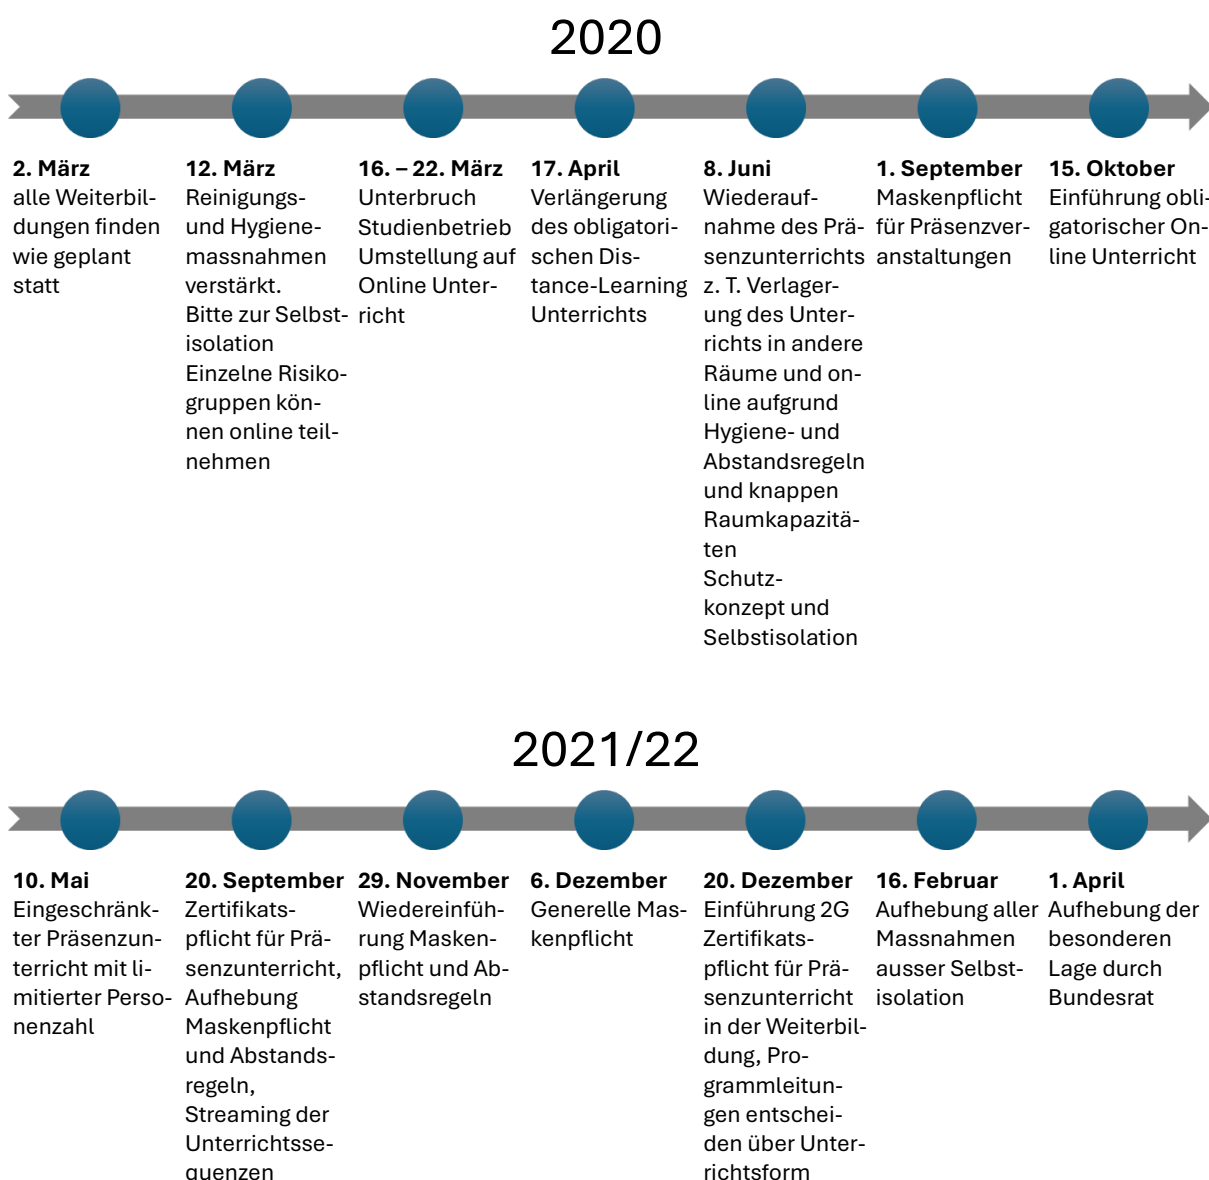 2020
2. März
alle Weiterbil-
dungen finden
wie geplant
statt
12. März
Reinigungs-
und Hygiene-
massnahmen
verstärkt.
Bitte zur Selbst-
isolation
Einzelne Risiko-
gruppen kön-
nen online teil-
nehmen
16. – 22. März
Unterbruch
Studienbetrieb
Umstellung auf
Online Unter-
richt
17. April
Verlängerung
des obligatori-
schen Dis-
tance-Learning
Unterrichts
8. Juni
Wiederauf-
nahme des Prä-
senzunterrichts
z. T. Verlager-
ung des Unter-
richts in andere
Räume und on-
line aufgrund
Hygiene- und
Abstandsregeln
und knappen
Raumkapazitä-
ten
Schutz-
konzept und
Selbstisolation
1. September
Maskenpflicht
für Präsenzver-
anstaltungen
15. Oktober
Einführung obli-
gatorischer On-
line Unterricht
2021/22
10. Mai
Eingeschränk-
ter Präsenzun-
terricht mit li-
mitierter Perso-
nenzahl
20. September
Zertifikats-
pflicht für Prä-
senzunterricht,
Aufhebung
Maskenpflicht
und Abstands-
regeln,
Streaming der
Unterrichtsse-
quenzen
29. November
Wiedereinfüh-
rung Masken-
pflicht und Ab-
standsregeln
6. Dezember
Generelle Mas-
kenpflicht
20. Dezember
Einführung 2G
Zertifikats-
pflicht für Prä-
senzunterricht
in der Weiterbil-
dung, Pro-
grammleitun-
gen entschei-
den über Unter-
richtsform
16. Februar
Aufhebung aller
Massnahmen
ausser Selbst-
isolation
1. April
Aufhebung der
besonderen
Lage durch
Bundesrat